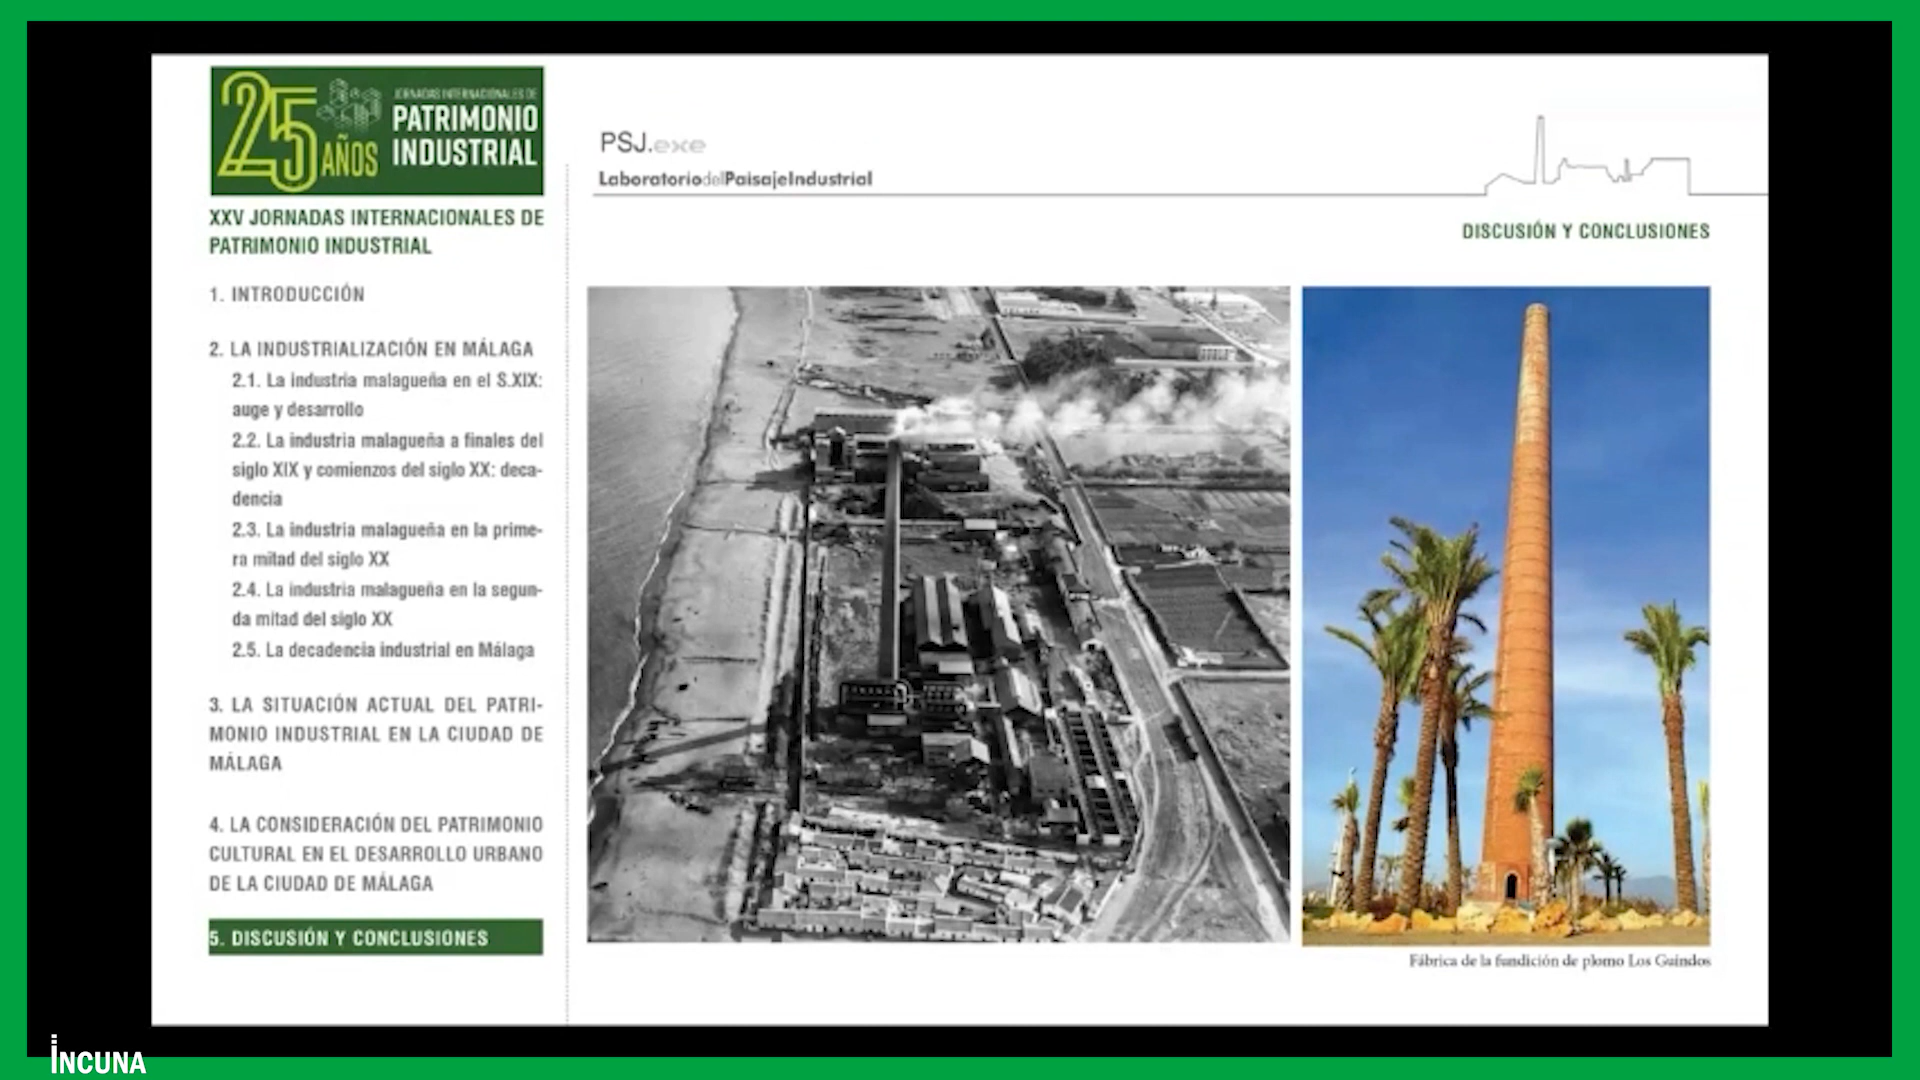 25 AÑOS
JORNADAS INTERNACIONALES DE
PATRIMONIO
INDUSTRIAL
XXV JORNADAS INTERNACIONALES DE
PATRIMONIO INDUSTRIAL
1. INTRODUCCIÓN
2. LA INDUSTRIALIZACIÓN EN MÁLAGA
2.1. La industria malagueña en el S.XIX:
auge y desarrollo
2.2. La industria malagueña a finales del
siglo XIX y comienzos del siglo XX: deca-
dencia
2.3. La industria malagueña en la prime-
ra mitad del siglo XX
2.4. La industria malagueña en la segun-
da mitad del siglo XX
2.5. La decadencia industrial en Málaga
3. LA SITUACIÓN ACTUAL DEL PATRI-
MONIO INDUSTRIAL EN LA CIUDAD DE
MÁLAGA
4. LA CONSIDERACIÓN DEL PATRIMONIO
CULTURAL EN EL DESARROLLO URBANO
DE LA CIUDAD DE MÁLAGA
5. DISCUSIÓN Y CONCLUSIONES
PSJ.exe
LaboratoriodelPaisajeIndustrial
DISCUSIÓN Y CONCLUSIONES
Fábrica de la fundición de plomo Los Guindos
INCUNA